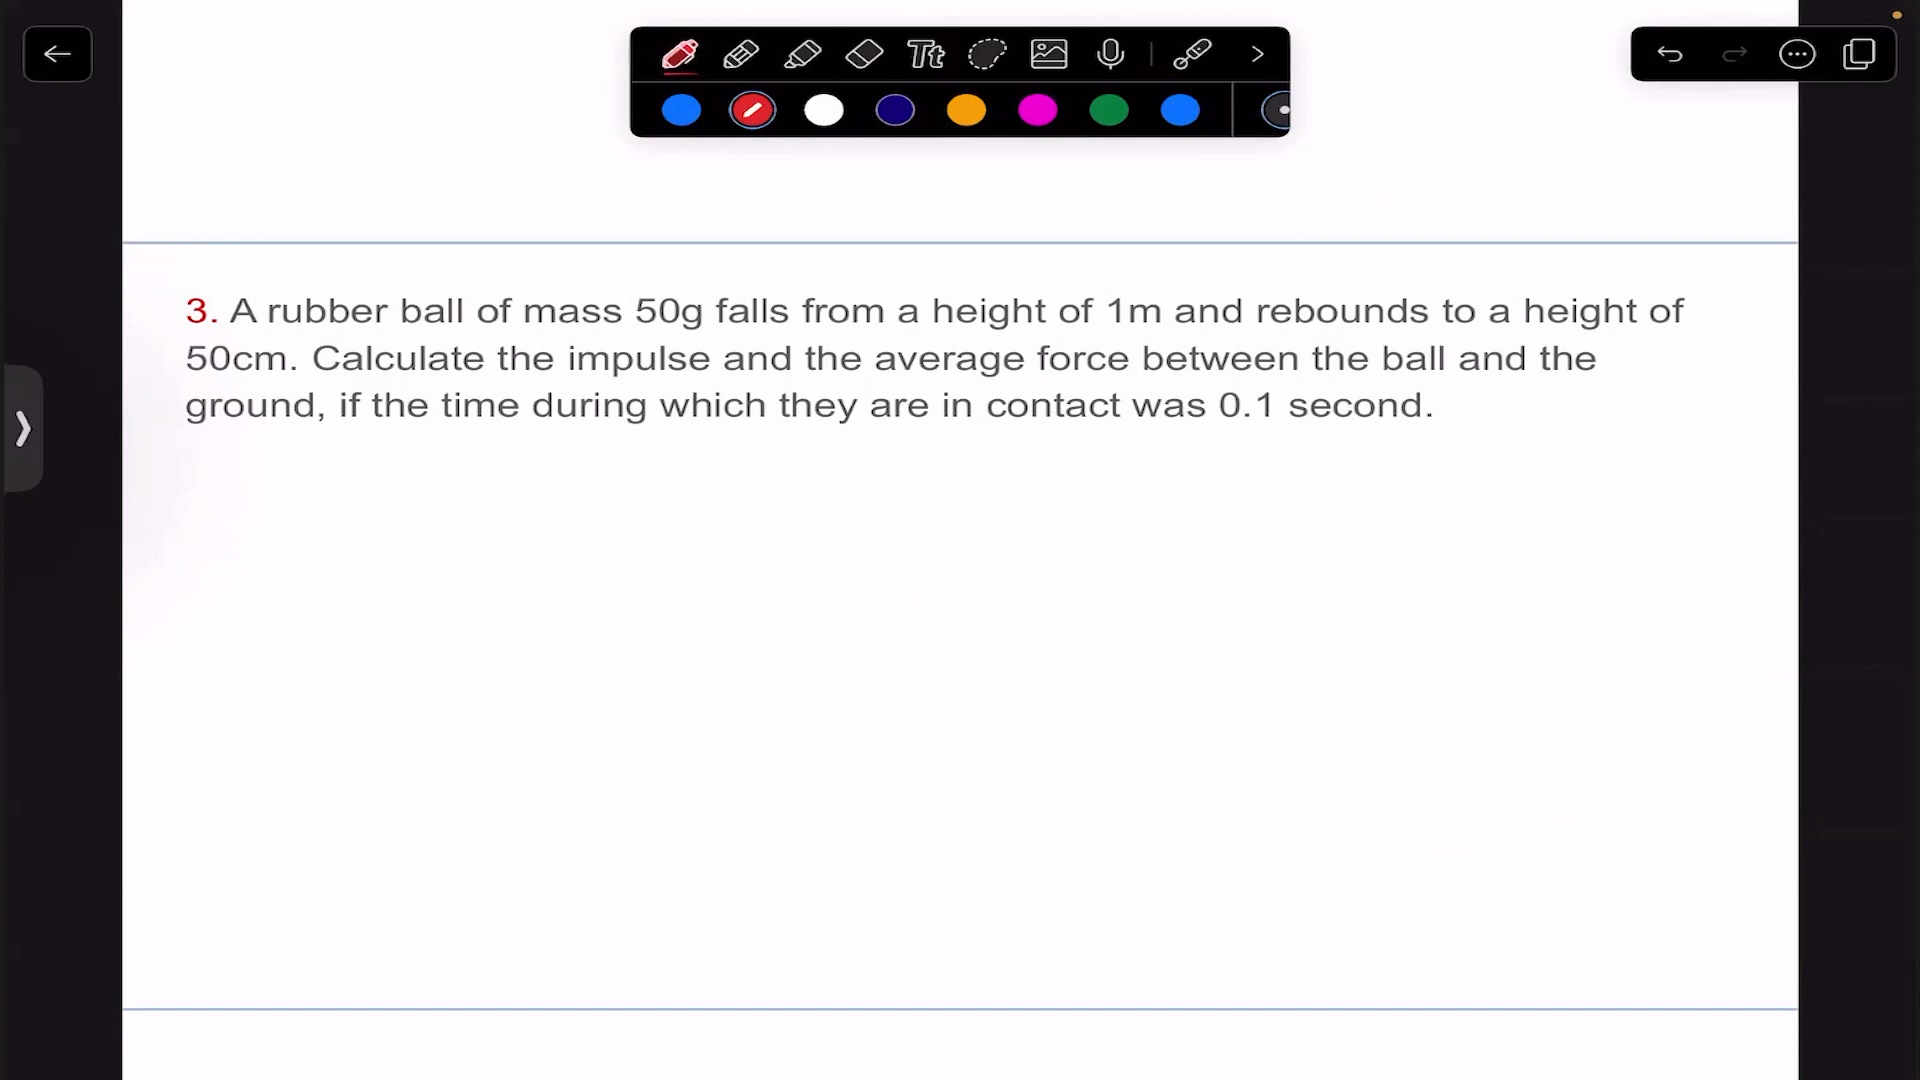 Tt
3. A rubber ball of mass 50g falls from a height of 1m and rebounds to a height of
50cm. Calculate the impulse and the average force between the ball and the
ground, if the time during which they are in contact was 0.1 second.